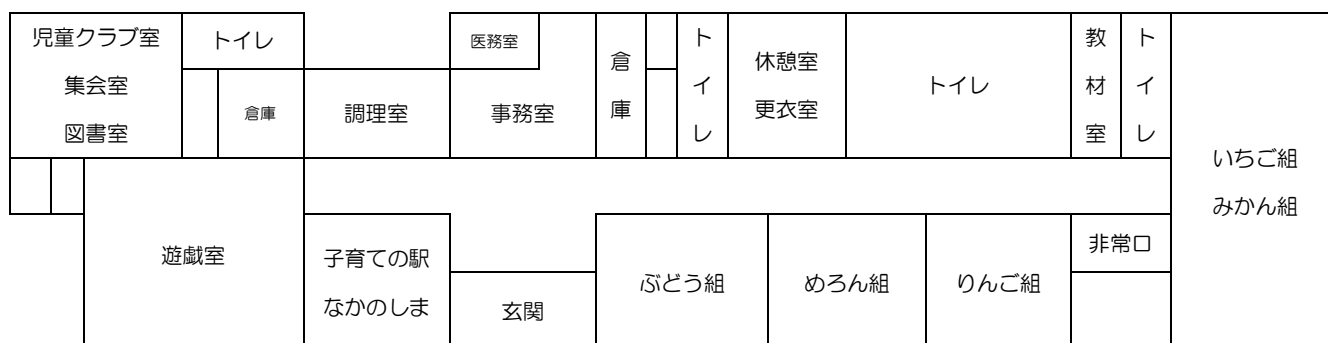 児童クラブ室
集会室
図書室
トイレ
倉庫
調理室
医務室
事務室
倉庫
トイレ
休憩室
更衣室
トイレ
教材室
トイレ
いちご組
みかん組
遊戯室
子育ての駅
なかのしま
玄関
ぶどう組
めろん組
りんご組
非常口